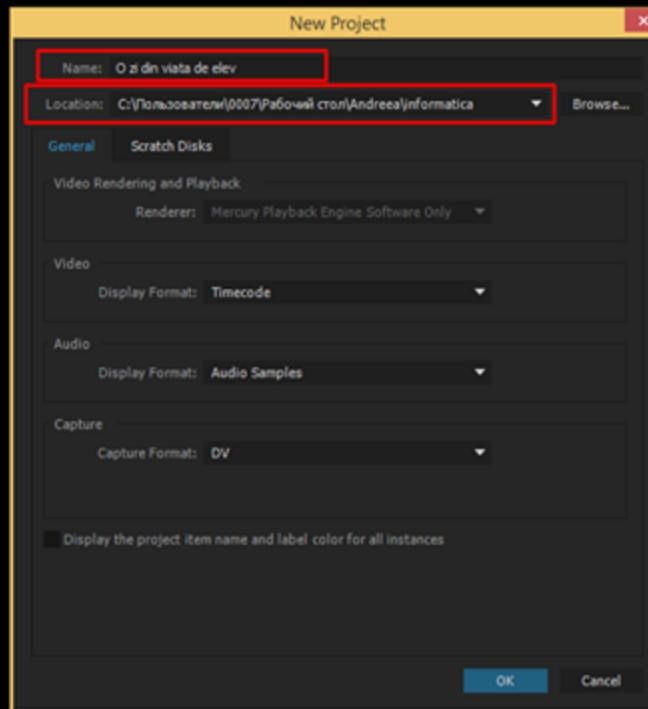 New Project
Name: O zi din viata de elev
Location: C:\Пользователи\0007\Рабочий стол\Andreea\informatica Browse...
General Scratch Disks
Video Rendering and Playback
Renderer: Mercury Playback Engine Software Only
Video
Display Format: Timecode
Audio
Display Format: Audio Samples
Capture
Capture Format: DV
Display the project item name and label color for all instances
OK Cancel